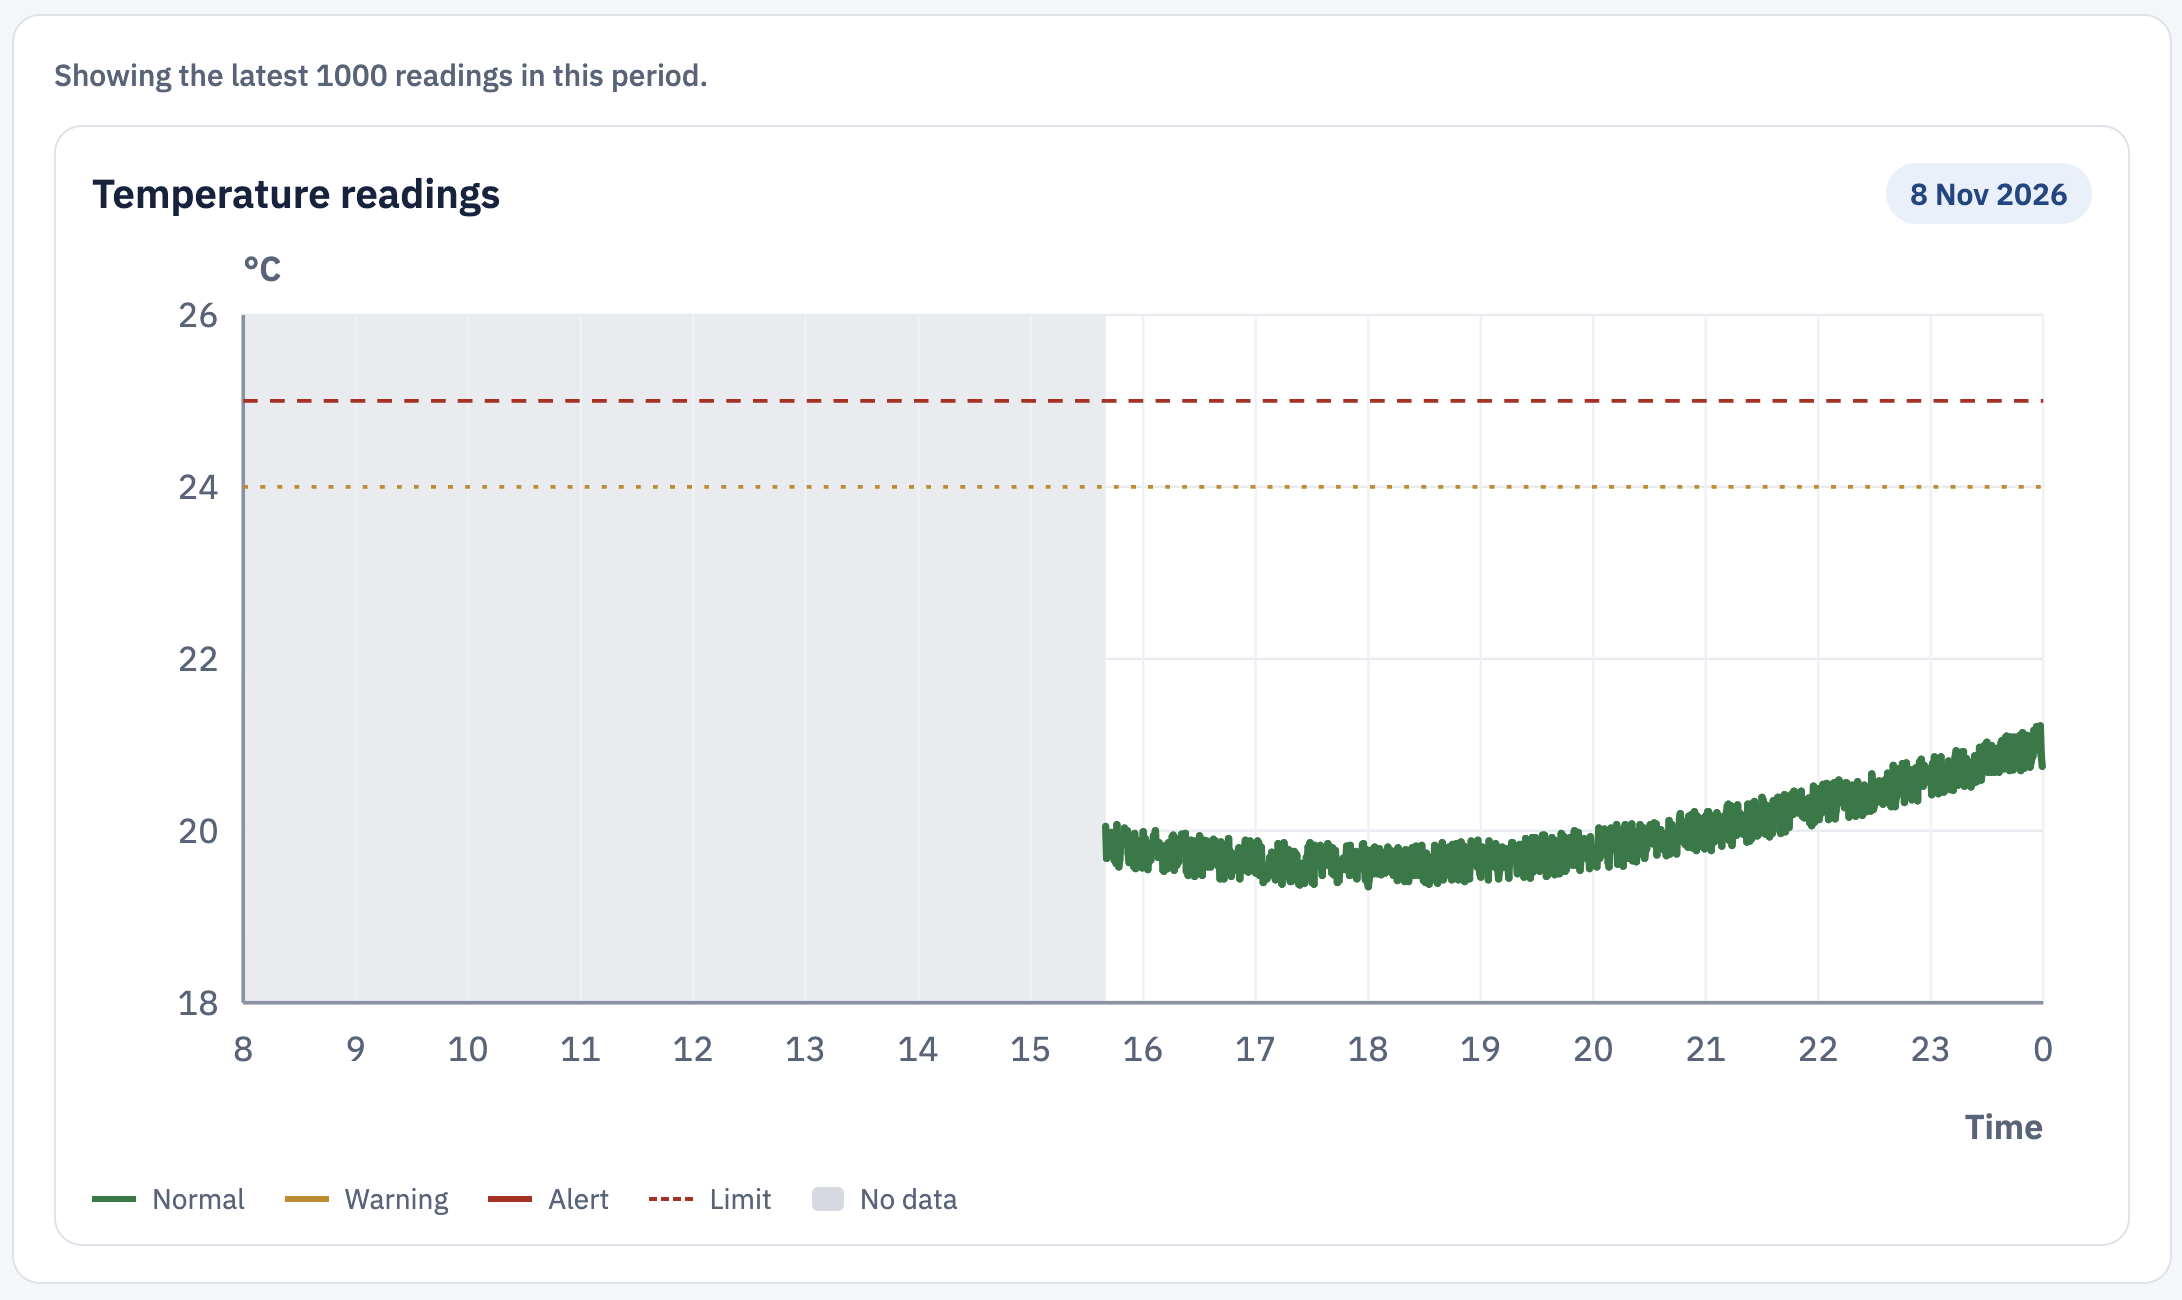 Showing the latest 1000 readings in this period.
Temperature readings
8 Nov 2026
°C
26
24
22
20
18
8 9 10 11 12 13 14 15 16 17 18 19 20 21 22 23 0
Time
Normal Warning Alert Limit No data